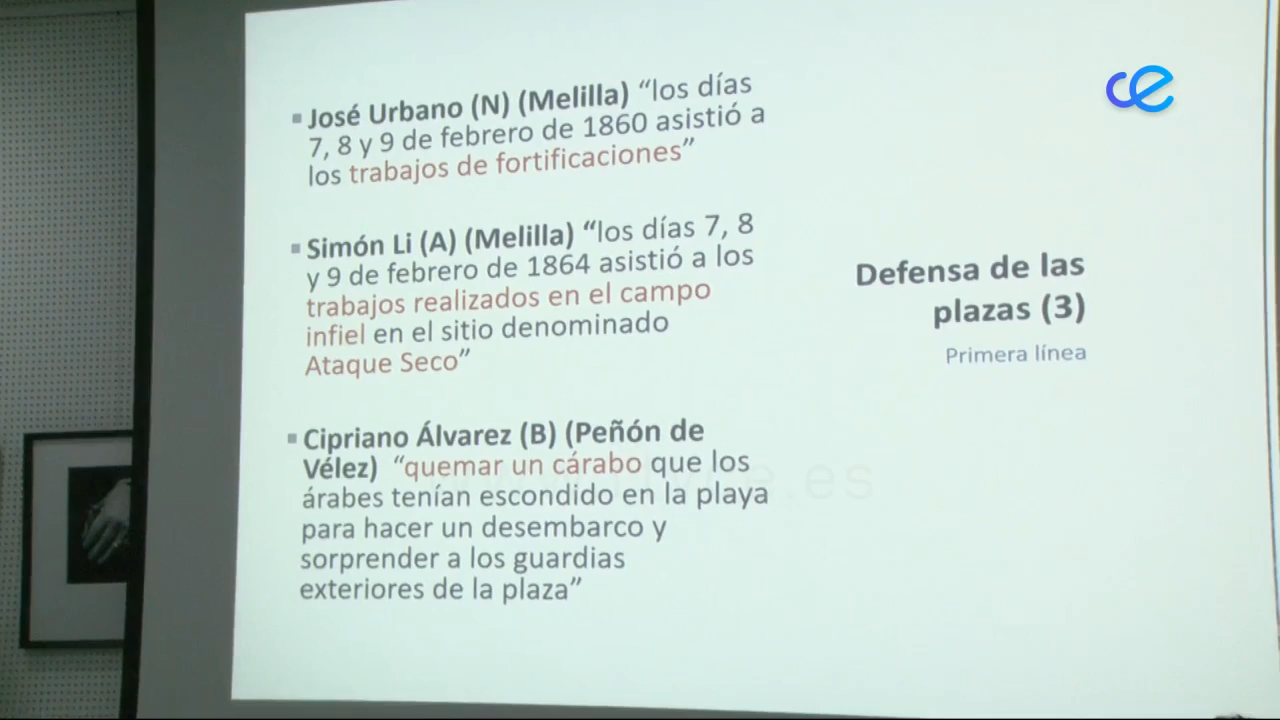 ce
▪ José Urbano (N) (Melilla) “los días
7, 8 y 9 de febrero de 1860 asistió a
los trabajos de fortificaciones”
▪ Simón Li (A) (Melilla) “los días 7, 8
y 9 de febrero de 1864 asistió a los
trabajos realizados en el campo
infiel en el sitio denominado
Ataque Seco”
▪ Cipriano Álvarez (B) (Peñón de
Vélez) “quemar un cárabo que los
árabes tenían escondido en la playa
para hacer un desembarco y
sorprender a los guardias
exteriores de la plaza”
Defensa de las
plazas (3)
Primera línea